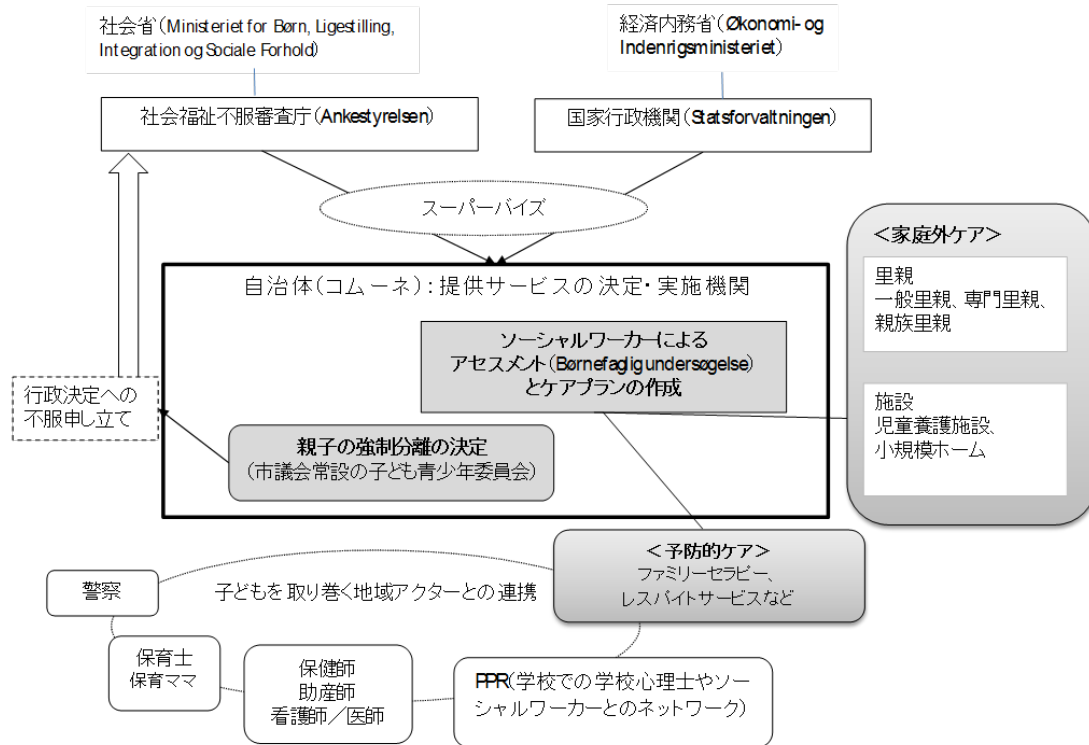 社会省(Ministeriet for Børn, Ligestilling,
Integration og Sociale Forhold)
経済内務省(Økonomi- og
Indenrigsministeriet)
社会福祉不服審査庁(Ankestyrelsen)
国家行政機関(Statsforvaltningen)
スーパーバイズ
<家庭外ケア>
里親
一般里親、専門里親、
親族里親
施設
児童養護施設、
小規模ホーム
自治体(コムーネ):提供サービスの決定・実施機関
ソーシャルワーカーによる
アセスメント(Børnefaglig undersøgelse)
とケアプランの作成
行政決定への
不服申し立て
親子の強制分離の決定
(市議会常設の子ども青少年委員会)
<予防的ケア>
ファミリーセラピー、
レスパイトサービスなど
警察
子どもを取り巻く地域アクターとの連携
保育士
保育ママ
保健師
助産師
看護師/医師
PPR(学校での学校心理士やソー
シャルワーカーとのネットワーク)